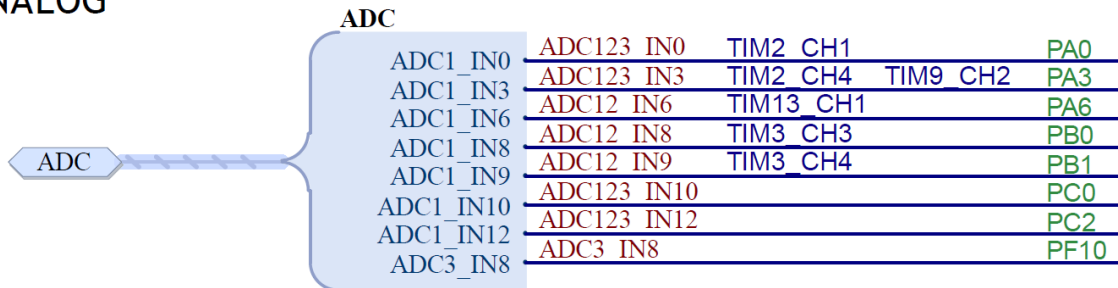 NALOG
ADC
ADC1_IN0 ADC123_IN0 TIM2_CH1 PA0
ADC1_IN3 ADC123_IN3 TIM2_CH4 TIM9_CH2 PA3
ADC1_IN6 ADC12_IN6 TIM13_CH1 PA6
ADC1_IN8 ADC12_IN8 TIM3_CH3 PB0
ADC
ADC1_IN9 ADC12_IN9 TIM3_CH4 PB1
ADC1_IN10 ADC123_IN10 PC0
ADC1_IN12 ADC123_IN12 PC2
ADC3_IN8 ADC3_IN8 PF10